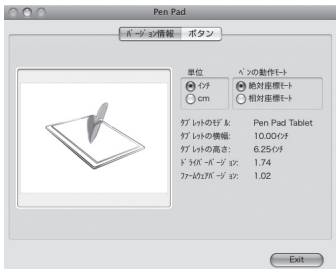 Pen Pad
バージョン情報
ボタン
単位
インチ
cm
ペンの動作モード
絶対座標モード
相対座標モード
タブレットのモデル: Pen Pad Tablet
タブレットの横幅: 10.00インチ
タブレットの高さ: 6.25インチ
ドライバーバージョン: 1.74
ファームウェアバージョン: 1.02
Exit